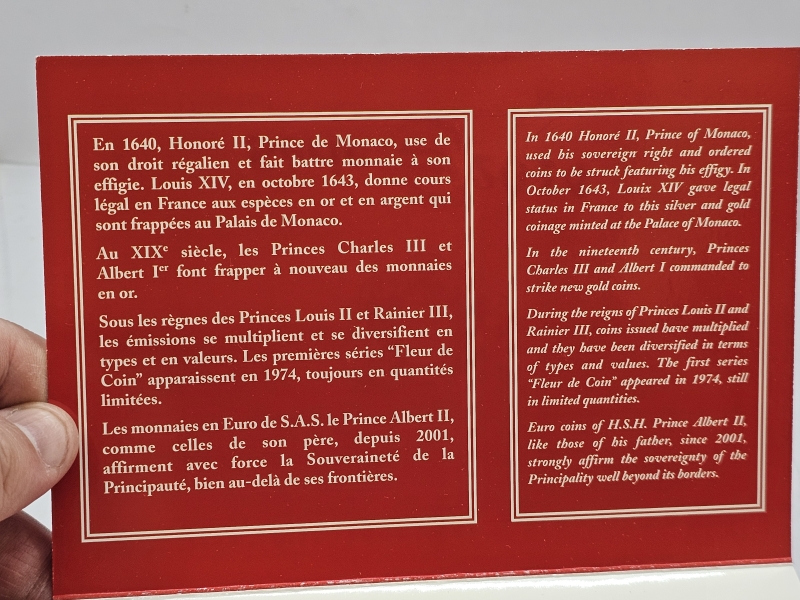 En 1640, Honoré II, Prince de Monaco, use de
son droit régalien et fait battre monnaie à son
effigie. Louis XIV, en octobre 1643, donne cours
légal en France aux espèces en or et en argent qui
sont frappées au Palais de Monaco.
Au XIXe siècle, les Princes Charles III et
Albert Ier font frapper à nouveau des monnaies
en or.
Sous les règnes des Princes Louis II et Rainier III,
les émissions se multiplient et se diversifient en
types et en valeurs. Les premières séries “Fleur de
Coin” apparaissent en 1974, toujours en quantités
limitées.
Les monnaies en Euro de S.A.S. le Prince Albert II,
comme celles de son père, depuis 2001,
affirment avec force la Souveraineté de la
Principauté, bien au-delà de ses frontières.
In 1640 Honoré II, Prince of Monaco,
used his sovereign right and ordered
coins to be struck featuring his effigy. In
October 1643, Louix XIV gave legal
status in France to this silver and gold
coinage minted at the Palace of Monaco.
In the nineteenth century, Princes
Charles III and Albert I commanded to
strike new gold coins.
During the reigns of Princes Louis II and
Rainier III, coins issued have multiplied
and they have been diversified in terms
of types and values. The first series
“Fleur de Coin” appeared in 1974, still
in limited quantities.
Euro coins of H.S.H. Prince Albert II,
like those of his father, since 2001,
strongly affirm the sovereignty of the
Principality well beyond its borders.